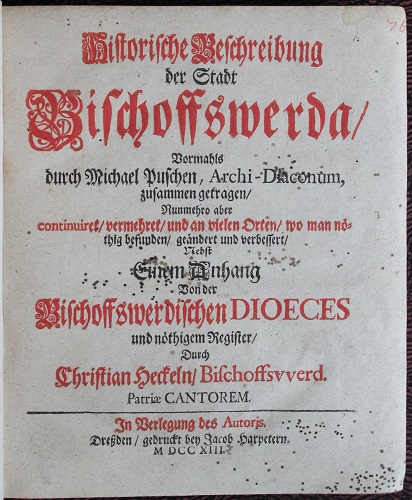 76
Historische Beschreibung
der Stadt
Bischoffswerda/
Vormahls
durch Michael Puschen, Archi-Diaconum,
zusammen getragen/
Nunmehro aber
continuiret/ vermehret/ und an vielen Orten/ wo man nö-
thig befunden/ geändert und verbessert/
Nebst
Einem Anhang
Von der
Bischoffswerdischen DIOECES
und nöthigem Register/
Durch
Christian Heckeln/ Bischoffsvverd.
Patriæ CANTOREM.
In Verlegung des Autoris.
Dreßden/ gedruckt bey Jacob Harpetern.
M DCC XIII.